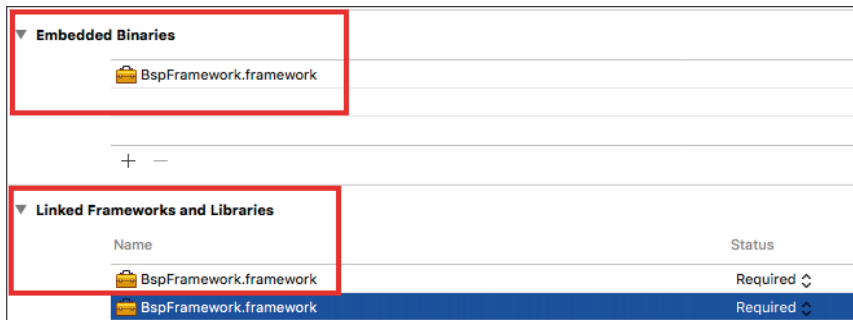 Embedded Binaries
BspFramework.framework
Linked Frameworks and Libraries
Name Status
BspFramework.framework Required
BspFramework.framework Required